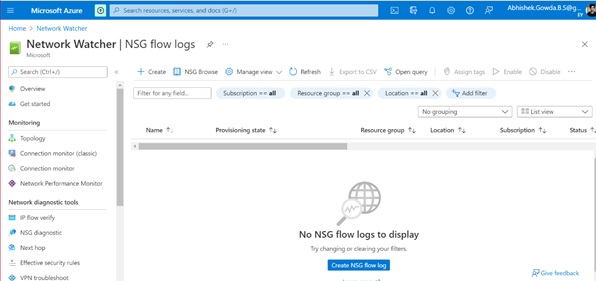 Microsoft Azure
Search resources, services, and docs (G+/)
Abhishek.Gowda.B.S@g...
EY
Home > Network Watcher
Network Watcher | NSG flow logs
Microsoft
Search (Ctrl+/)
Overview
Get started
Monitoring
Topology
Connection monitor (classic)
Connection monitor
Network Performance Monitor
Network diagnostic tools
IP flow verify
NSG diagnostic
Next hop
Effective security rules
VPN troubleshoot
Create
NSG Browse
Manage view
Refresh
Export to CSV
Open query
Assign tags
Enable
Disable
Filter for any field...
Subscription == all
Resource group == all
Location == all
Add filter
No grouping
List view
Name
Provisioning state
Resource group
Location
Subscription
Status
No NSG flow logs to display
Try changing or clearing your filters.
Create NSG flow log
Give feedback